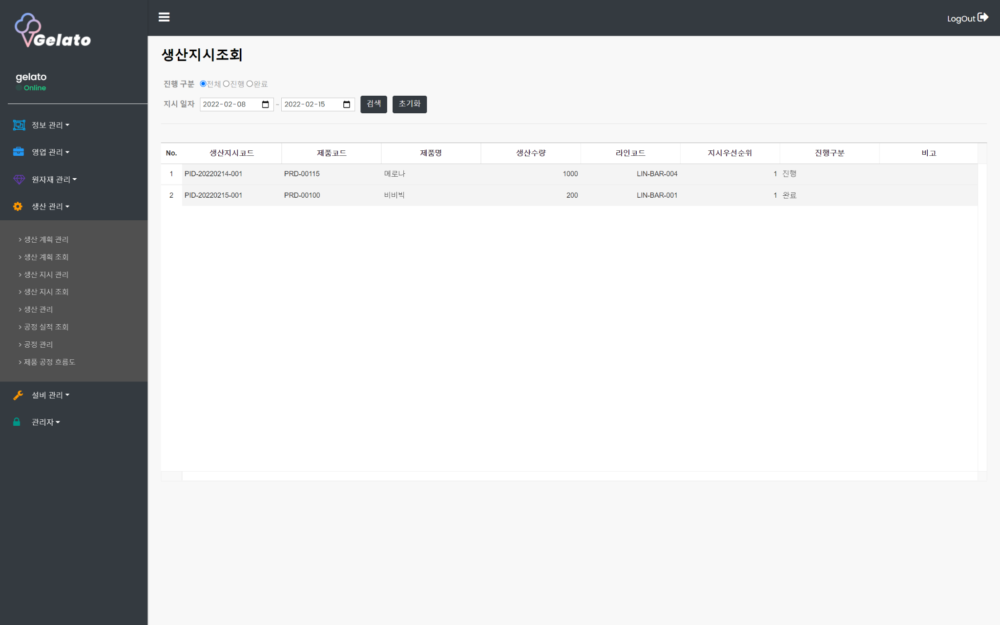 Gelato
LogOut
gelato
Online
정보 관리
영업 관리
원자재 관리
생산 관리
> 생산 계획 관리
> 생산 계획 조회
> 생산 지시 관리
> 생산 지시 조회
> 생산 관리
> 공정 실적 조회
> 공정 관리
> 제품 공정 흐름도
설비 관리
관리자
생산지시조회
진행 구분 전체 진행 완료
지시 일자 2022-02-08 ~ 2022-02-15 검색 초기화
No. 생산지시코드 제품코드 제품명 생산수량 라인코드 지시우선순위 진행구분 비고
1 PID-20220214-001 PRD-00115 메로나 1000 LIN-BAR-004 1 진행
2 PID-20220215-001 PRD-00100 비비빅 200 LIN-BAR-001 1 완료